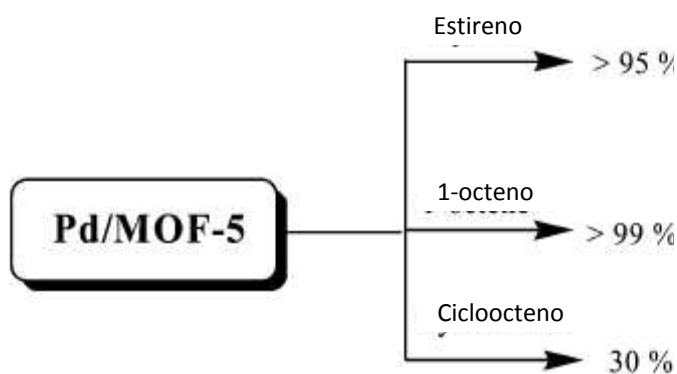 Estireno
> 95 %
1-octeno
Pd/MOF-5
> 99 %
Cicloocteno
30 %